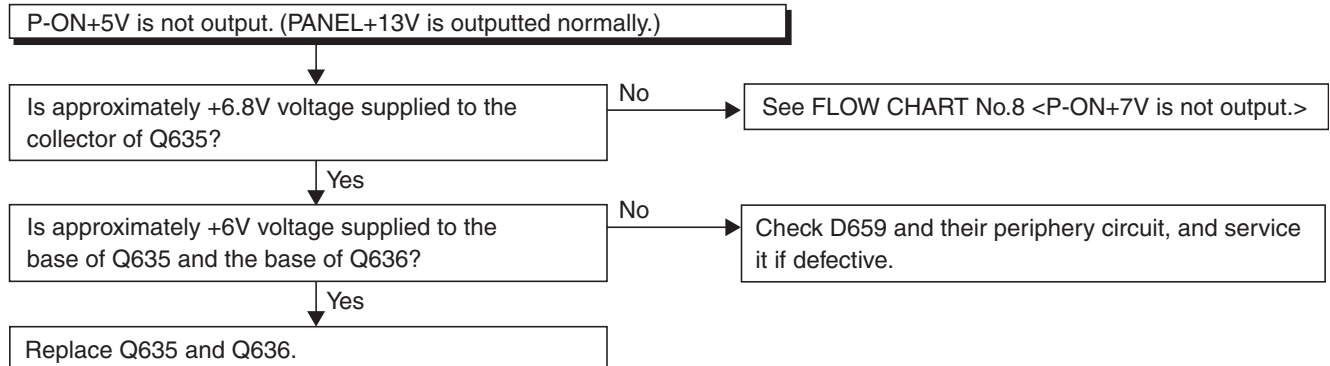 P-ON+5V is not output. (PANEL+13V is outputted normally.)
Is approximately +6.8V voltage supplied to the
collector of Q635?
No
See FLOW CHART No.8 <P-ON+7V is not output.>
Yes
Is approximately +6V voltage supplied to the
base of Q635 and the base of Q636?
No
Check D659 and their periphery circuit, and service
it if defective.
Yes
Replace Q635 and Q636.